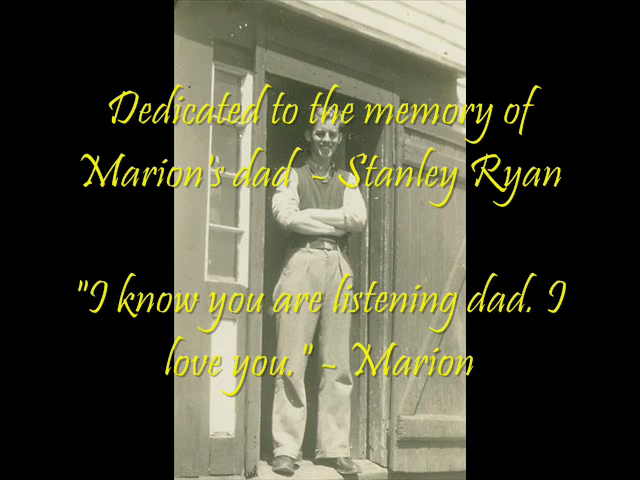 Dedicated to the memory of
Marion's dad - Stanley Ryan
"I know you are listening dad. I
love you." - Marion